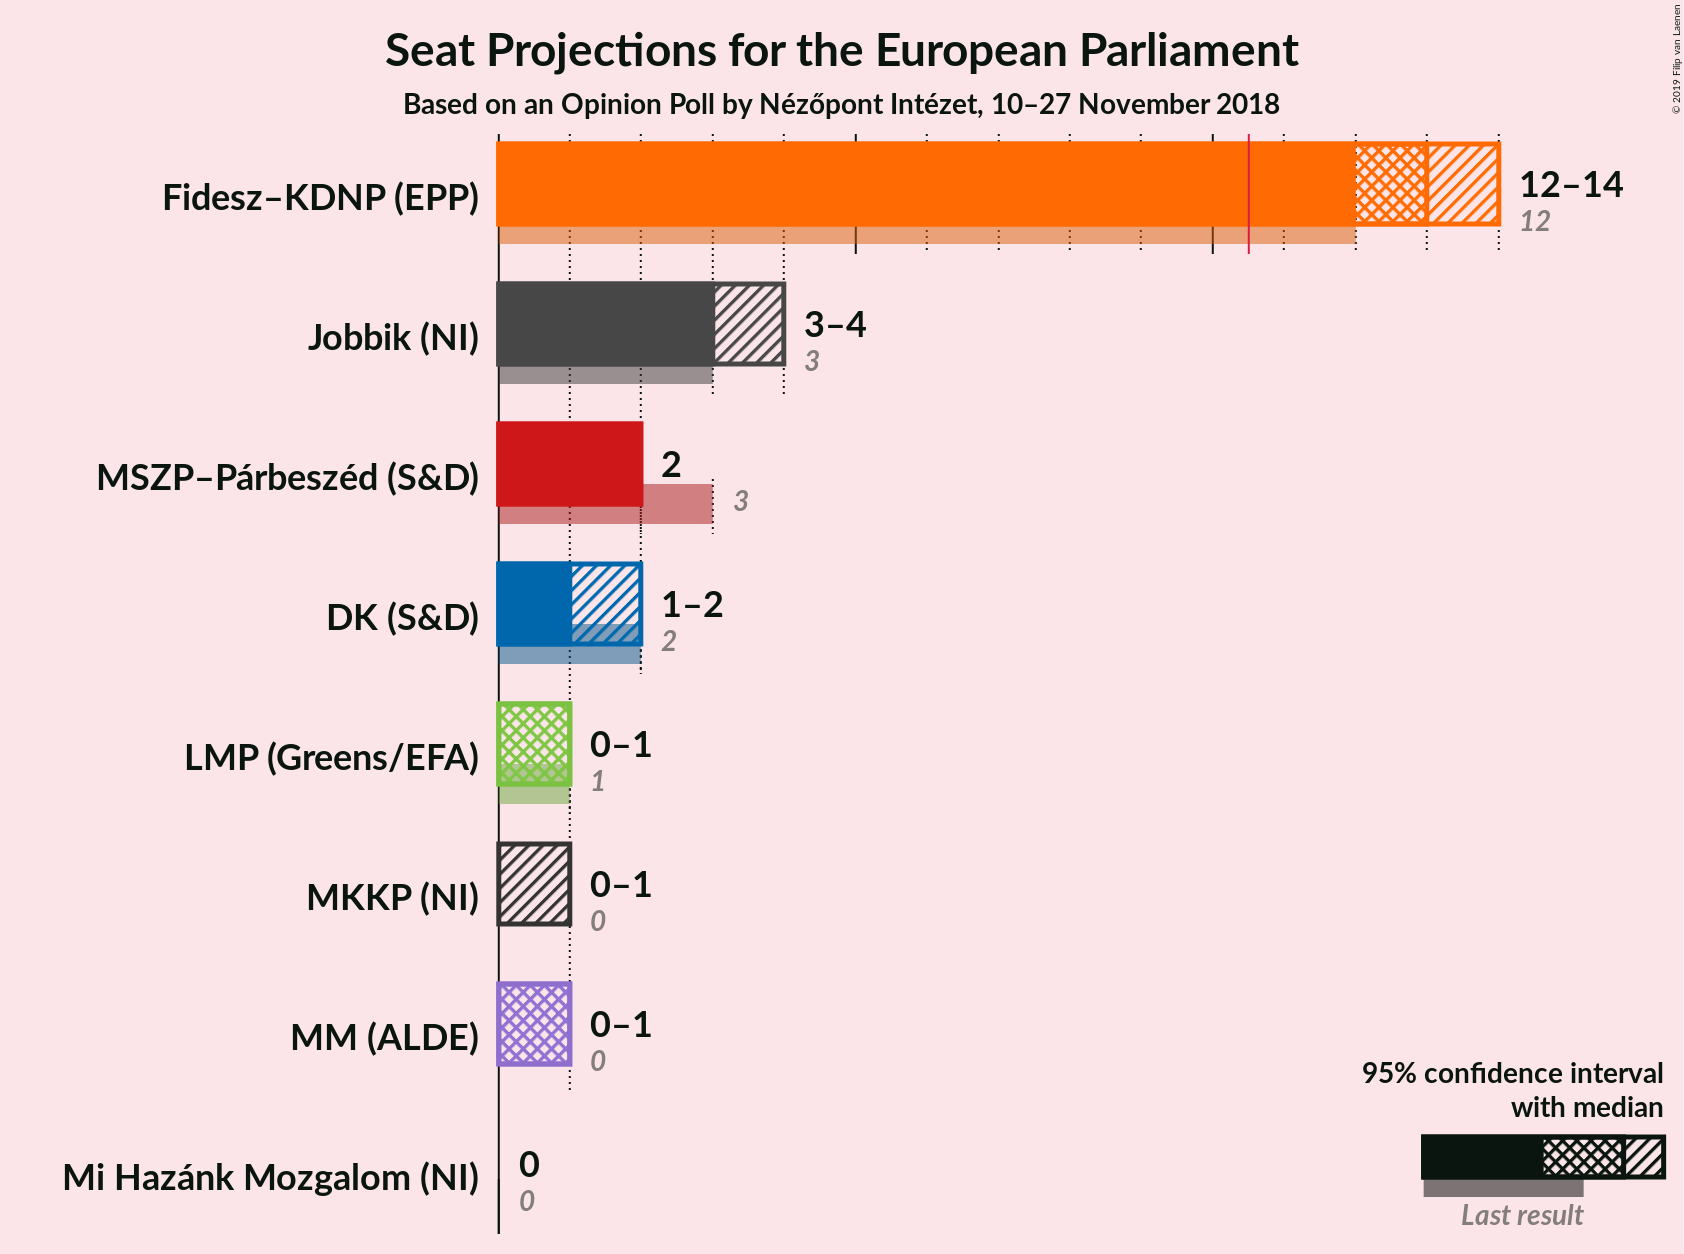 Seat Projections for the European Parliament
Based on an Opinion Poll by Nézőpont Intézet, 10–27 November 2018
© 2019 Filip van Laenen
Fidesz–KDNP (EPP)
12–14
12
Jobbik (NI)
3–4
3
MSZP–Párbeszéd (S&D)
2
3
DK (S&D)
1–2
2
LMP (Greens/EFA)
0–1
1
MKKP (NI)
0–1
0
MM (ALDE)
0–1
0
Mi Hazánk Mozgalom (NI)
0
0
95% confidence interval
with median
Last result